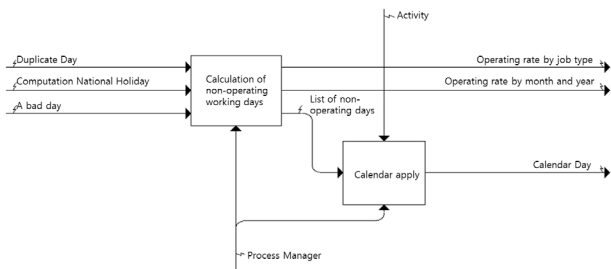 Activity
Duplicate Day
Operating rate by job type
Computation National Holiday
Calculation of
non-operating
working days
Operating rate by month and year
A bad day
List of non-
operating days
Calendar apply
Calendar Day
Process Manager